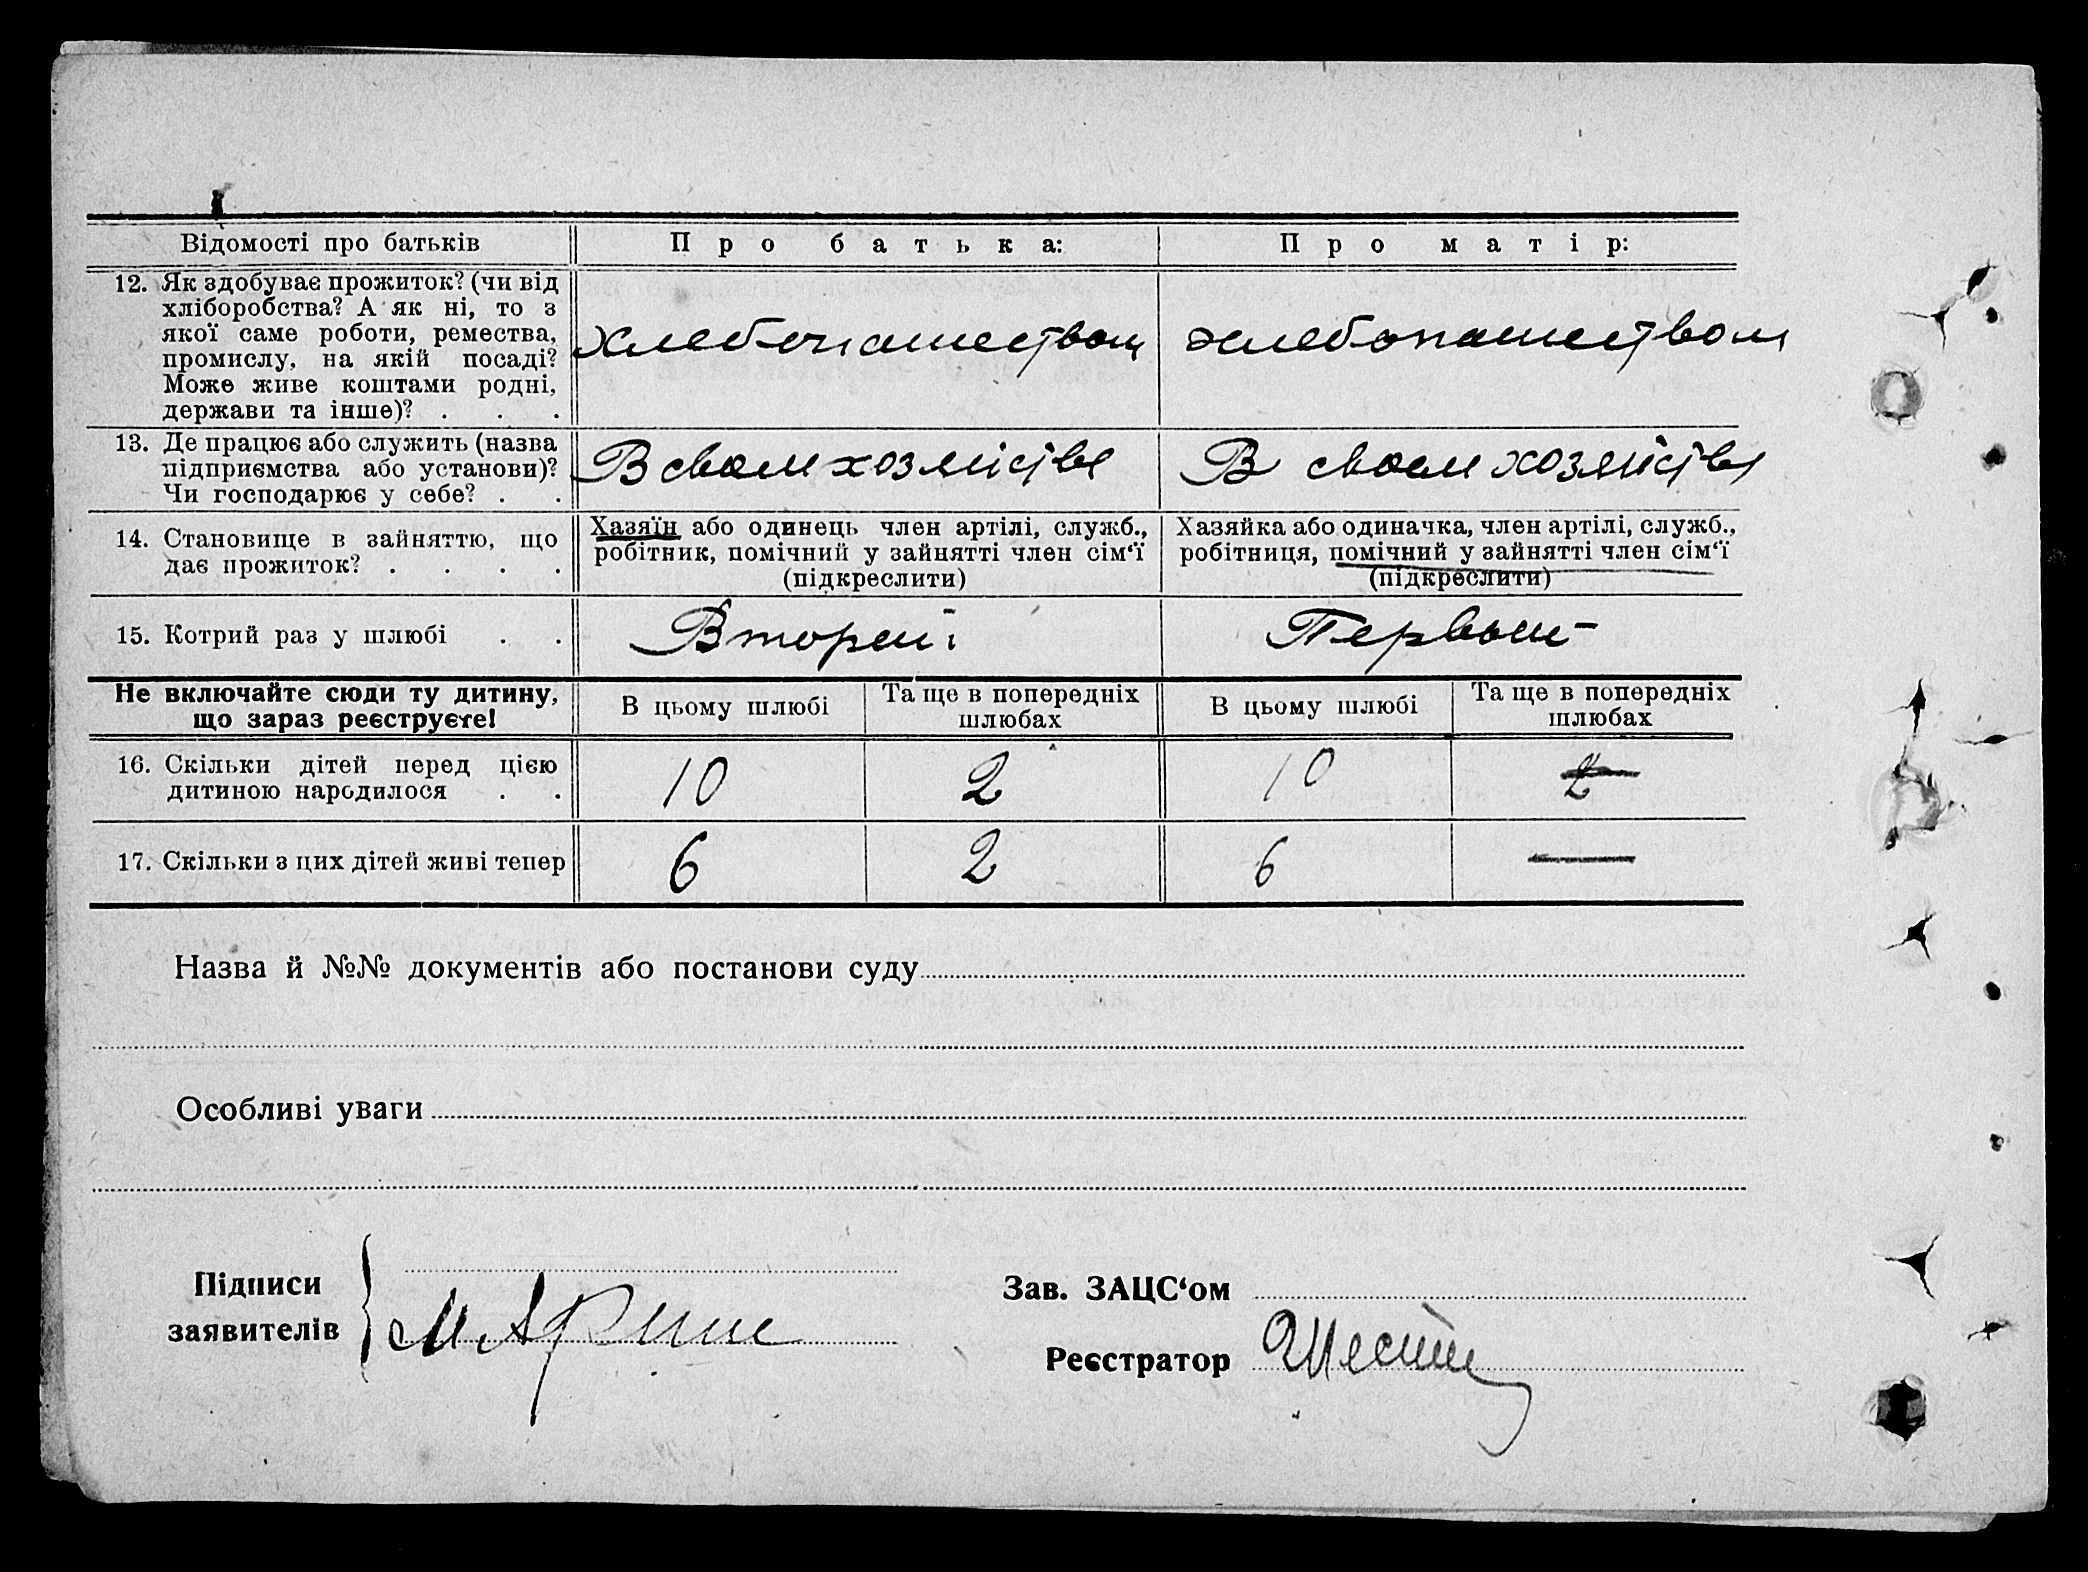 Відомості про батьків	Про батька:	Про матір:
12. Як здобуває прожиток? (чи від
хліборобства? А як ні, то з
якої саме роботи, ремества,
промислу, на якій посаді?
Може живе коштами родні,
держави та інше)? . . .
хлебопашеством
хлебопашеством
13. Де працює або служить (назва
підприємства або установи)?
Чи господарює у себе? . .
В своем хозяйстве
В своем хозяйстве
14. Становище в зайняттю, що
дає прожиток? . . . .
Хазяїн або одинець член артілі, служб.,
робітник, помічний у зайнятті член сім‘ї
(підкреслити)
Хазяйка або одиначка, член артілі, служб.,
робітниця, помічний у зайнятті член сім‘ї
(підкреслити)
15. Котрий раз у шлюбі . .
Вторый
Первый
Не включайте сюди ту дитину,
що зараз реєструєте!
В цьому шлюбі
Та ще в попередніх
шлюбах
В цьому шлюбі
Та ще в попередніх
шлюбах
16. Скільки дітей перед цією
дитиною народилося . .
10	2	10	2
17. Скільки з цих дітей живі тепер	6	2	6	—
Назва й №№ документів або постанови суду
Особливі уваги
Підписи
заявителів
Зав. ЗАЦС‘ом
Реєстратор